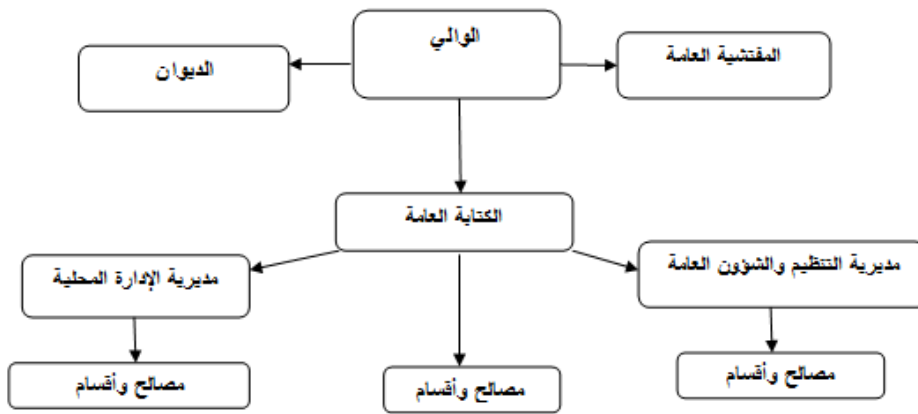 الوالي
المفتشية العامة
الديوان
الكتابة العامة
مديرية التنظيم والشؤون العامة
مديرية الإدارة المحلية
مصالح وأقسام
مصالح وأقسام
مصالح وأقسام